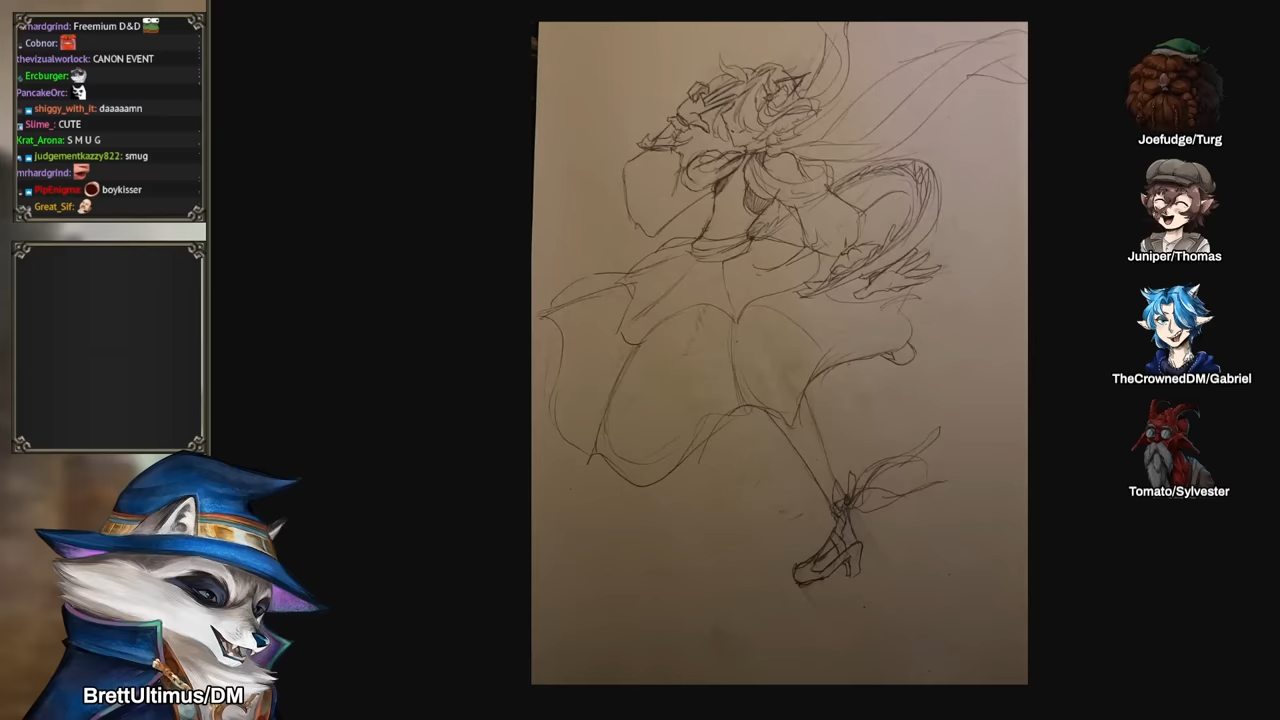 mardgrind: Freemium D&D
Cobnor:
thevizualworlock: CANON EVENT
Ercburger:
PancakeOrc:
shiggy_with_it: daaaaamn
Slime_: CUTE
Krat_Arona: S M U G
judgementkazzy822: smug
mrhardgrind:
PipEnigma: boykisser
Great_Sif:
Joefudge/Turg
Juniper/Thomas
TheCrownedDM/Gabriel
Tomato/Sylvester
BrettUltimus/DM